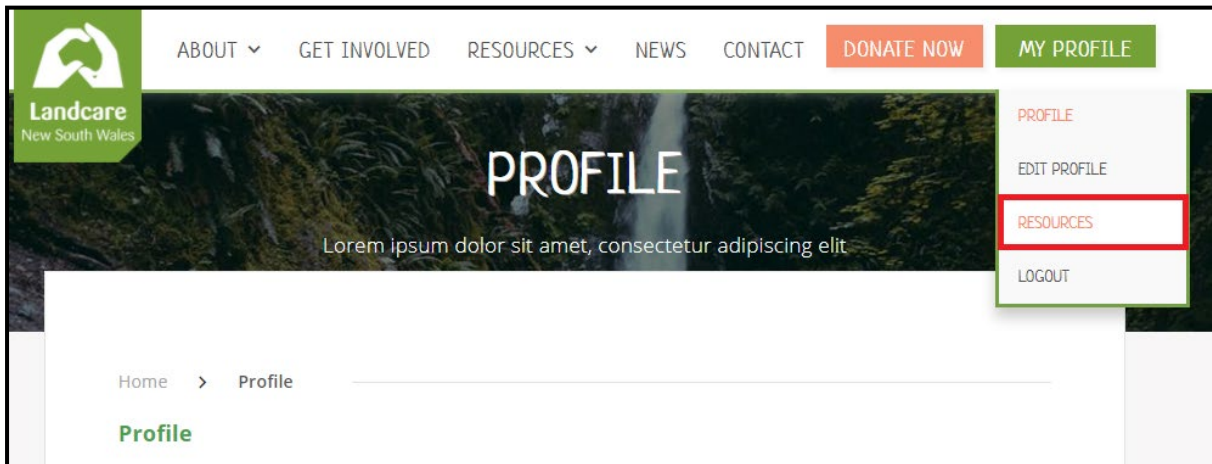 ABOUT GET INVOLVED RESOURCES NEWS CONTACT DONATE NOW MY PROFILE
Landcare
New South Wales
PROFILE
EDIT PROFILE
RESOURCES
LOGOUT
PROFILE
Lorem ipsum dolor sit amet, consectetur adipiscing elit
Home > Profile
Profile